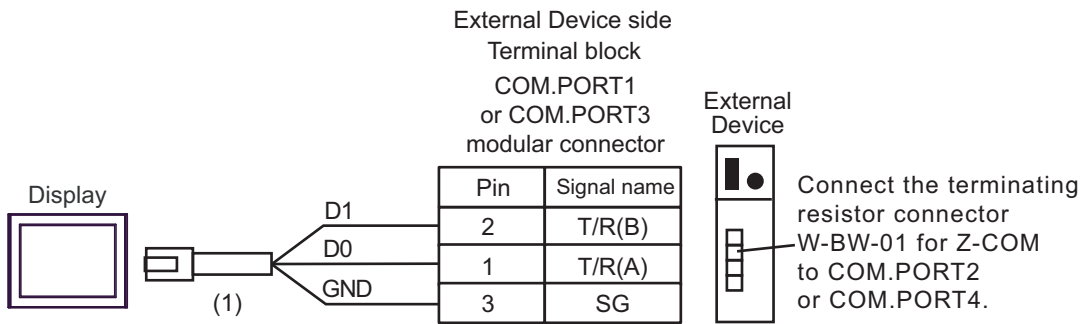 External Device side
Terminal block
COM.PORT1
or COM.PORT3
modular connector
External
Device
Display
Pin Signal name
D1 2 T/R(B)
D0 1 T/R(A)
GND 3 SG
(1)
Connect the terminating
resistor connector
W-BW-01 for Z-COM
to COM.PORT2
or COM.PORT4.